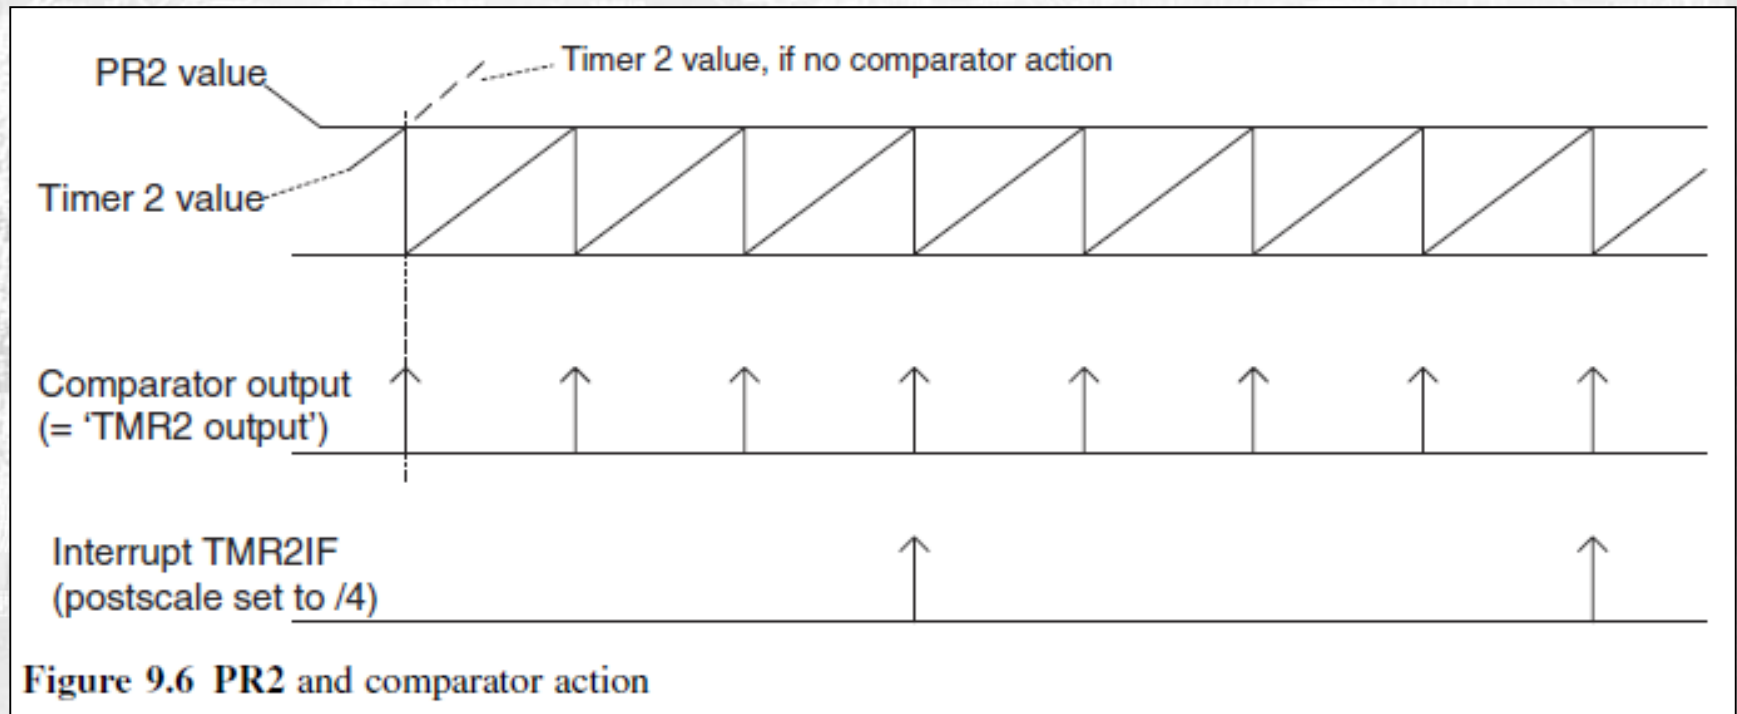 PR2 value
Timer 2 value, if no comparator action
Timer 2 value
Comparator output
(= ‘TMR2 output’)
Interrupt TMR2IF
(postscale set to /4)
Figure 9.6 PR2 and comparator action